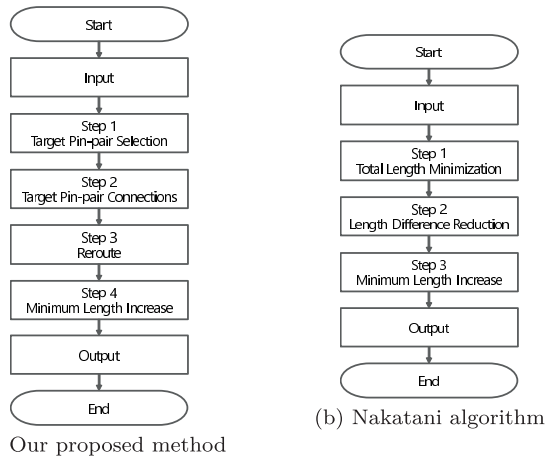 Start
Input
Step 1
Target Pin-pair Selection
Step 2
Target Pin-pair Connections
Step 3
Reroute
Step 4
Minimum Length Increase
Output
End
Our proposed method
Start
Input
Step 1
Total Length Minimization
Step 2
Length Difference Reduction
Step 3
Minimum Length Increase
Output
End
(b) Nakatani algorithm